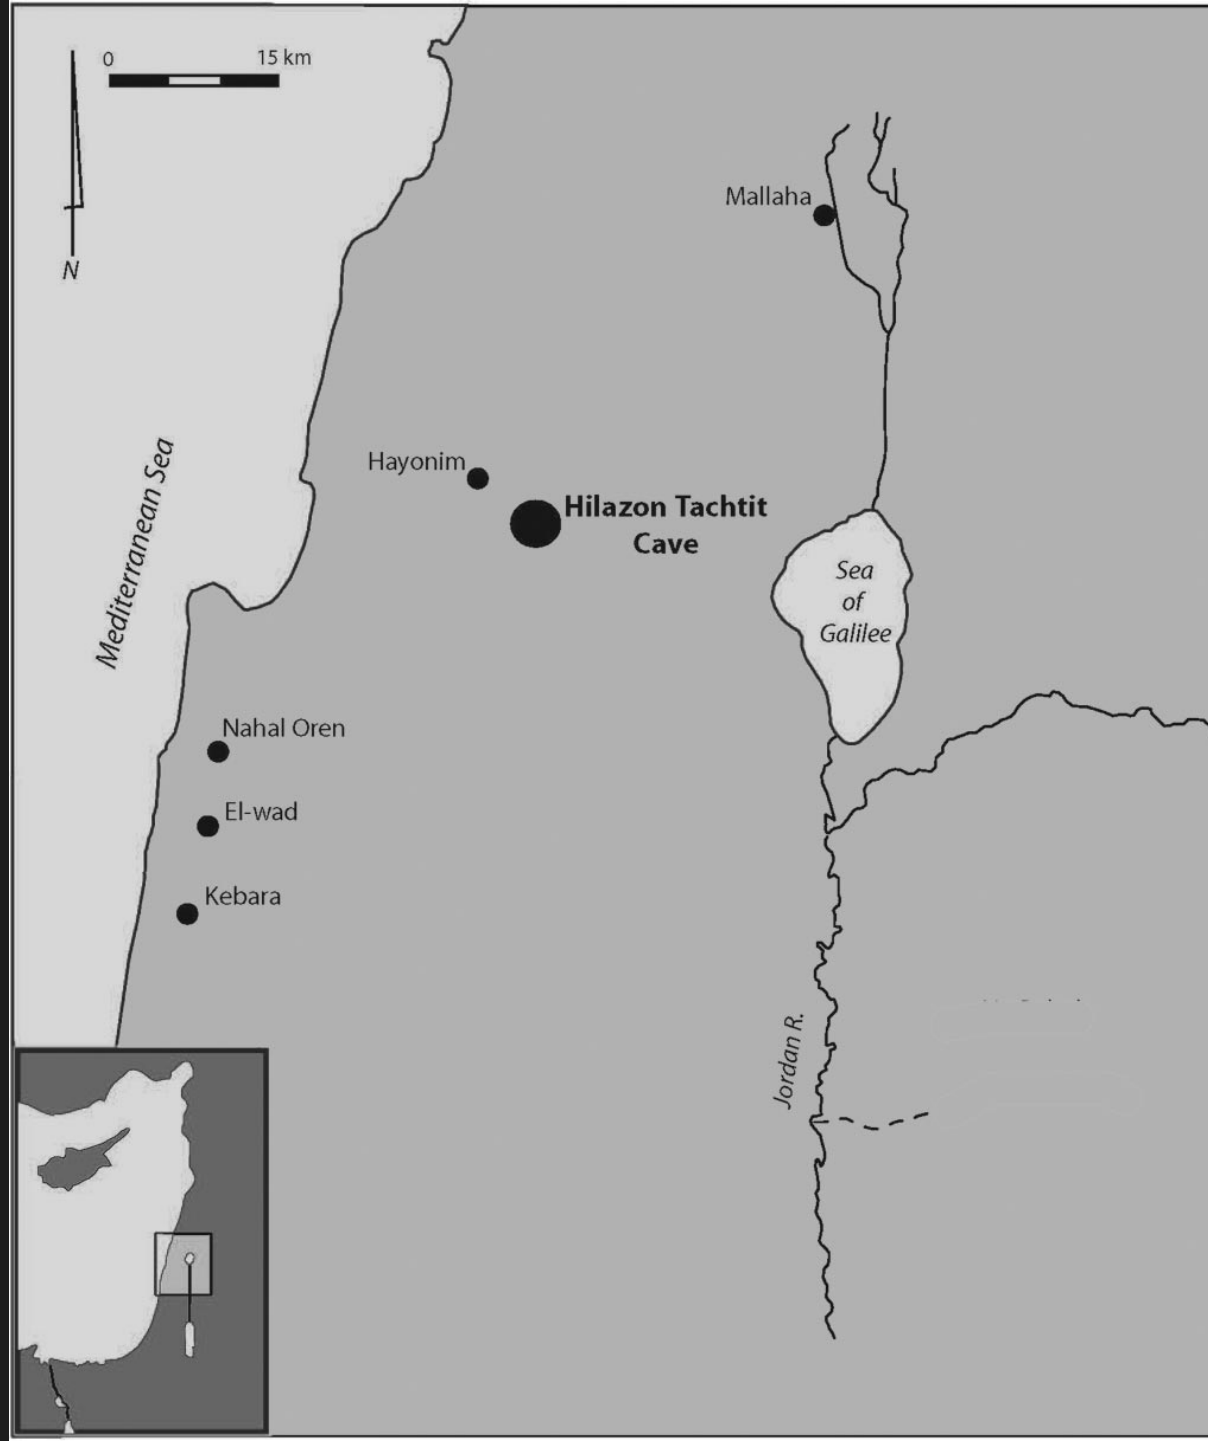 0 15 km
N
Mallaha
Mediterranean Sea
Hayonim
Hilazon Tachtit
Cave
Sea
of
Galilee
Nahal Oren
El-wad
Kebara
Jordan R.